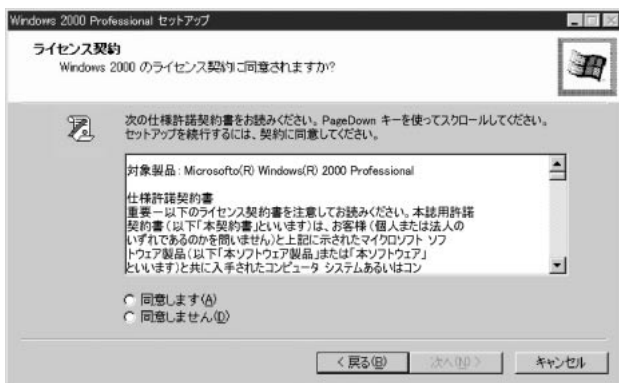 Windows 2000 Professional セットアップ
ライセンス契約
Windows 2000 のライセンス契約に同意されますか?
次の仕様許諾契約書をお読みください。PageDown キーを使ってスクロールしてください。
セットアップを続行するには、契約に同意してください。
対象製品: Microsofto(R) Windows(R) 2000 Professional
仕様許諾契約書
重要ー以下のライセンス契約書を注意してお読みください。本誌用許諾
契約書(以下「本契約書」といいます)は、お客様(個人または法人の
いずれであるのかを問いません)と上記に示されたマイクロソフト ソフ
トウェア製品(以下「本ソフトウェア製品」または「本ソフトウェア」
といいます)と共に入手されたコンピュータ システムあるいはコン
同意します(A)
同意しません(D)
< 戻る(B)
次へ(N) >
キャンセル